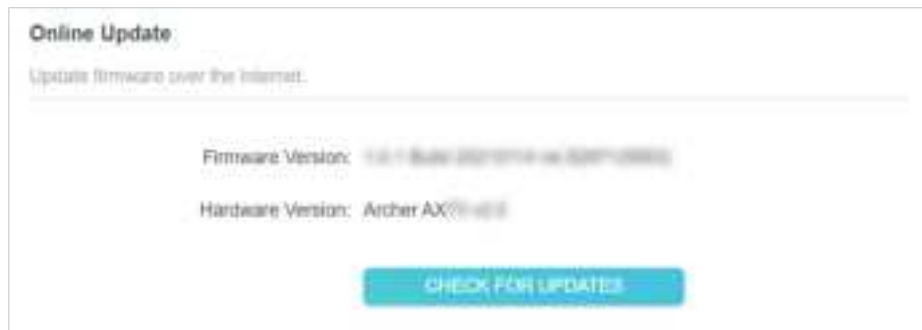 Online Update
Update firmware over the Internet.
Firmware Version:
Hardware Version: Archer AX
CHECK FOR UPDATES